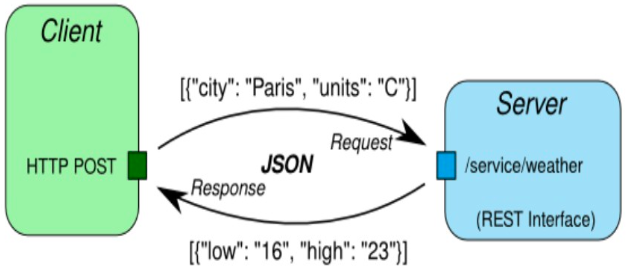 Client
[{"city": "Paris", "units": "C"}]
Server
Request
HTTP POST
JSON
/service/weather
Response
(REST Interface)
[{"low": "16", "high": "23"}]